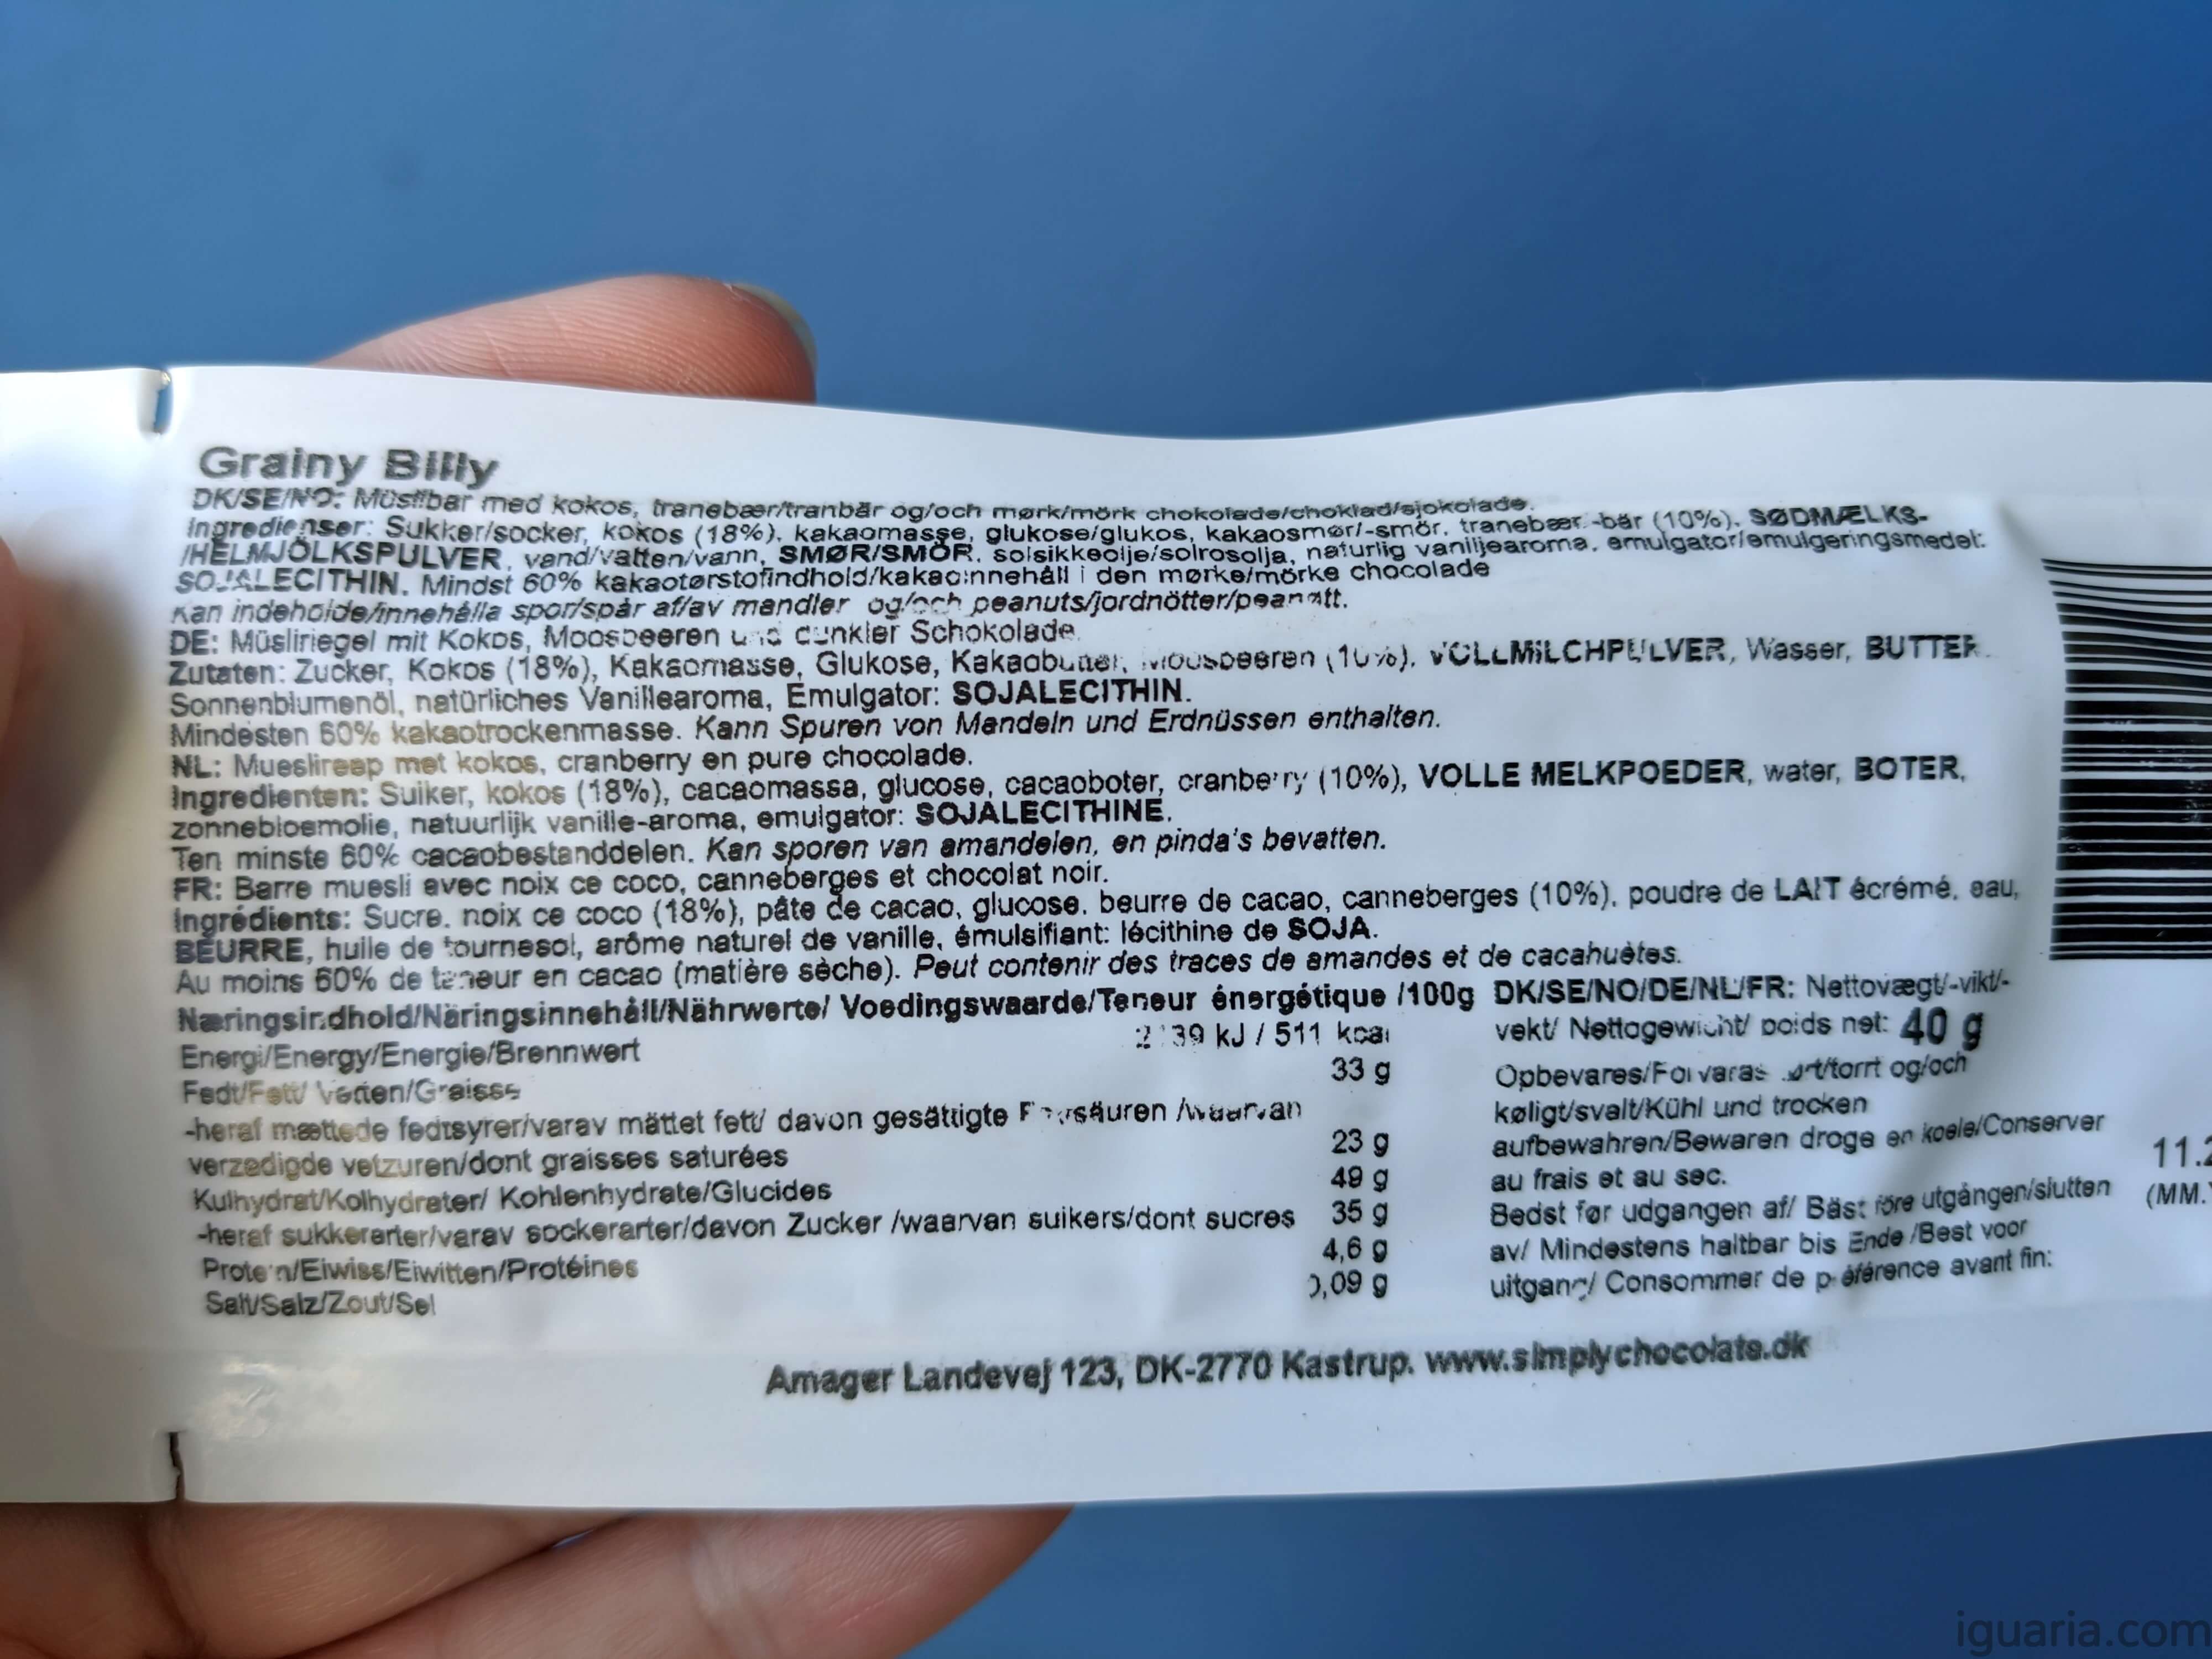 Grainy Billy
DK/SE/NO: Müslibar med kokos, tranebær/tranbär og/och mørk/mörk chokolade/choklad/sjokolade.
Ingredienser: Sukker/socker, kokos (18%), kakaomasse, glukose/glukos, kakaosmør/-smör, tranebær-bär (10%), SØDMÆLKS-
/HELMJÖLKSPULVER, vand/vatten/vann, SMØR/SMÖR, solsikkeolje/solrosolja, naturlig vaniljearoma, emulgator/emulgeringsmedel:
SOJALECITHIN. Mindst 60% kakaotørstofindhold/kakaoinnehåll i den mørke/mörke chocolade
Kan indeholde/innehålla spor/spår af/av mandler og/och peanuts/jordnötter/peanøtt.
DE: Müsliriegel mit Kokos, Moosbeeren und dunkler Schokolade.
Zutaten: Zucker, Kokos (18%), Kakaomasse, Glukose, Kakaobutter, Moosbeeren (10%), VOLLMILCHPULVER, Wasser, BUTTER
Sonnenblumenöl, natürliches Vanillearoma, Emulgator: SOJALECITHIN.
Mindesten 60% kakaotrockenmasse. Kann Spuren von Mandeln und Erdnüssen enthalten.
NL: Mueslireep met kokos, cranberry en pure chocolade.
Ingredienten: Suiker, kokos (18%), cacaomassa, glucose, cacaoboter, cranberry (10%), VOLLE MELKPOEDER, water, BOTER,
zonnebloemolie, natuurlijk vanille-aroma, emulgator: SOJALECITHINE.
Ten minste 60% cacaobestanddelen. Kan sporen van amandelen, en pinda's bevatten.
FR: Barre muesli avec noix ce coco, canneberges et chocolat noir.
Ingrédients: Sucre, noix ce coco (18%), pâte de cacao, glucose, beurre de cacao, canneberges (10%), poudre de LAIT écrémé, eau,
BEURRE, huile de tournesol, arôme naturel de vanille, émulsifiant: lécithine de SOJA.
Au moins 60% de teneur en cacao (matière sèche). Peut contenir des traces de amandes et de cacahuètes.
Næringsindhold/Näringsinnehåll/Nährwerte/ Voedingswaarde/Teneur énergétique /100g
Energi/Energy/Energie/Brennwert 2139 kJ / 511 kcal
Fedt/Fett/ Vetten/Graisse 33 g
-heraf mættede fedtsyrer/varav mättet fett/ davon gesättigte Fettsäuren /waarvan
verzadigde vetzuren/dont graisses saturées 23 g
Kulhydrat/Kolhydrater/ Kohlenhydrate/Glucides 49 g
-heraf sukkerarter/varav sockerarter/davon Zucker /waarvan suikers/dont sucres 35 g
Protein/Eiwiss/Eiwitten/Protéines 4,6 g
Salt/Salz/Zout/Sel 0,09 g
DK/SE/NO/DE/NL/FR: Nettovægt/-vikt/-
vekt/ Nettogewicht/ poids net: 40 g
Opbevares/Forvaras tørt/torrt og/och
køligt/svalt/Kühl und trocken
aufbewahren/Bewaren droge en koele/Conserver
au frais et au sec.
Bedst før udgangen af/ Bäst före utgången/slutten
av/ Mindestens haltbar bis Ende /Best voor
uitgang/ Consommer de préférence avant fin:
11.2
(MM.
Amager Landevej 123, DK-2770 Kastrup. www.simplychocolate.dk
iguaria.com